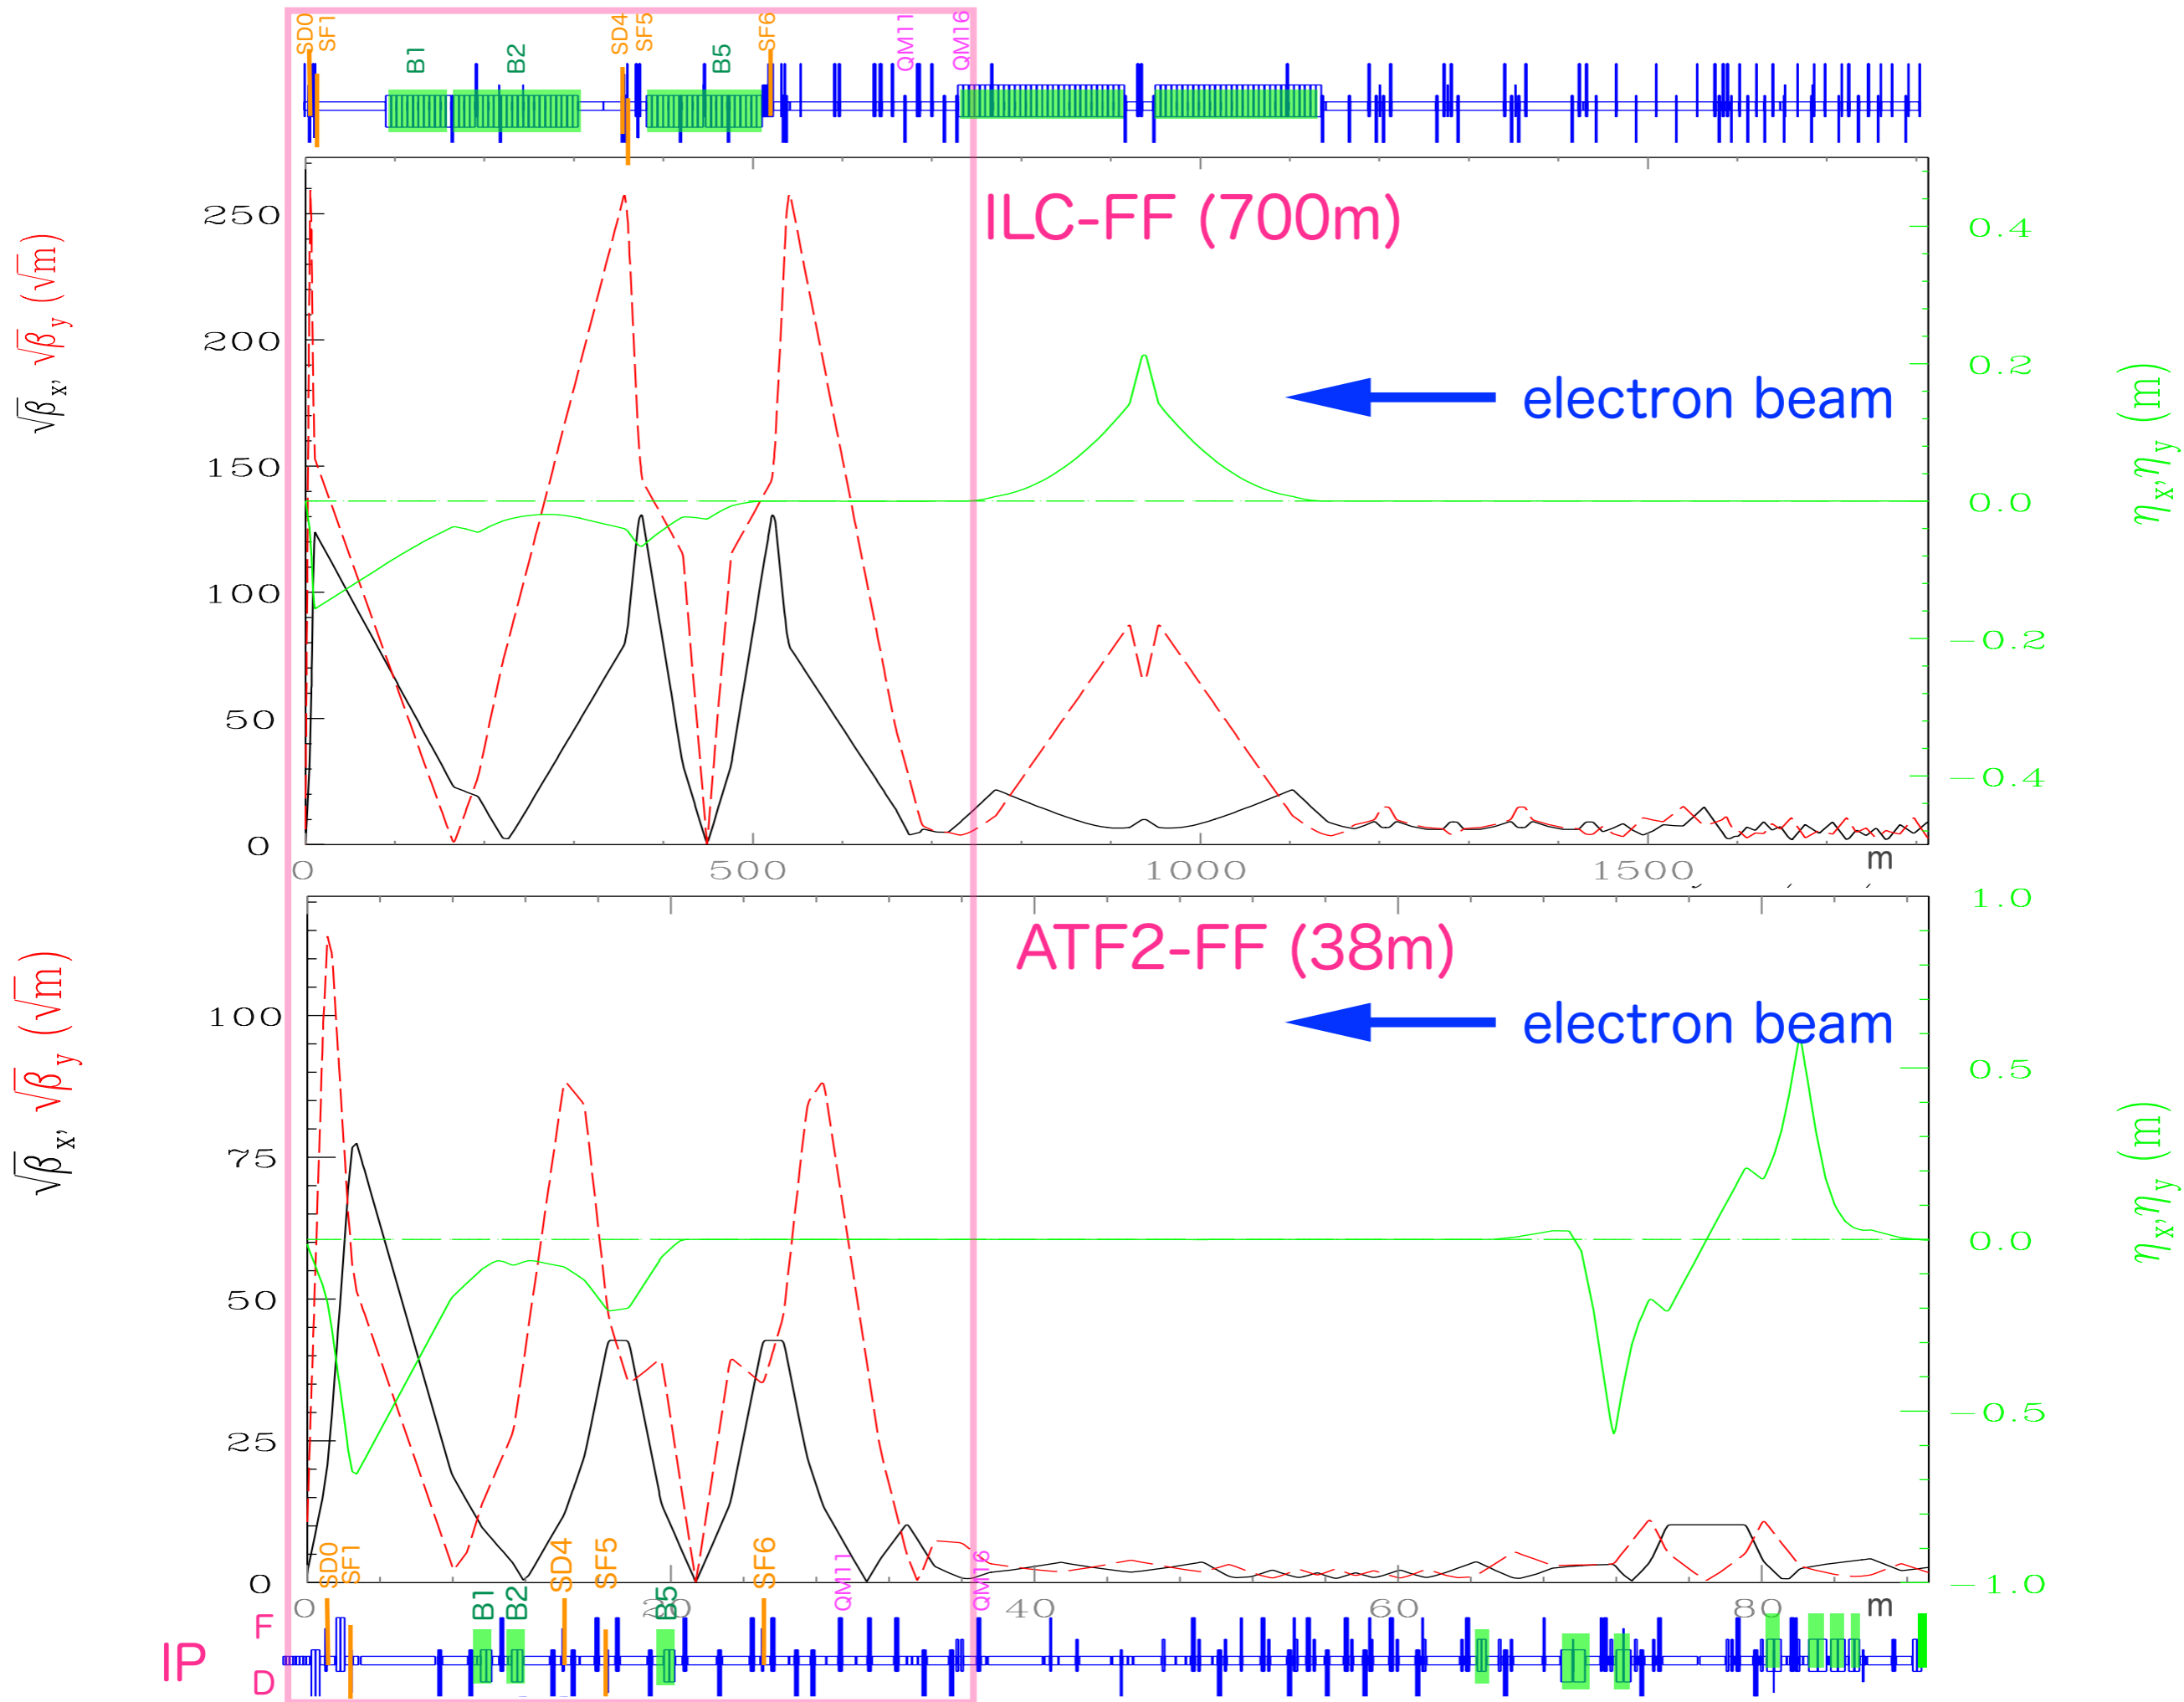 SD0 SF1 B1 B2 SD4 SF5 B5 SF6 QM11 QM16
ILC-FF (700m)
electron beam
√βx, √βy (√m)
250
200
150
100
50
0
0.4
0.2
0.0
−0.2
−0.4
ηx,ηy (m)
0 500 1000 1500 m
ATF2-FF (38m)
electron beam
√βx, √βy (√m)
100
75
50
25
0
1.0
0.5
0.0
−0.5
−1.0
ηx,ηy (m)
SD0 SF1 B1 B2 SD4 SF5 B5 SF6 QM11 QM16
0 20 40 60 80 m
F
IP
D